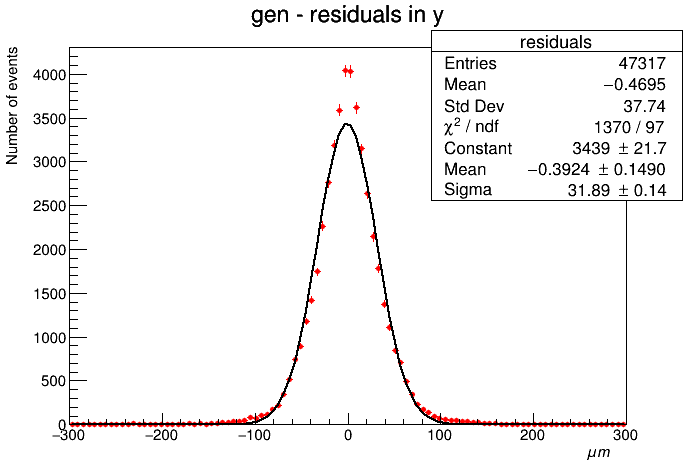 gen - residuals in y
residuals
Entries 47317
Mean −0.4695
Std Dev 37.74
χ² / ndf 1370 / 97
Constant 3439 ± 21.7
Mean −0.3924 ± 0.1490
Sigma 31.89 ± 0.14
Number of events
4000
3500
3000
2500
2000
1500
1000
500
0
−300 −200 −100 0 100 200 300
μm